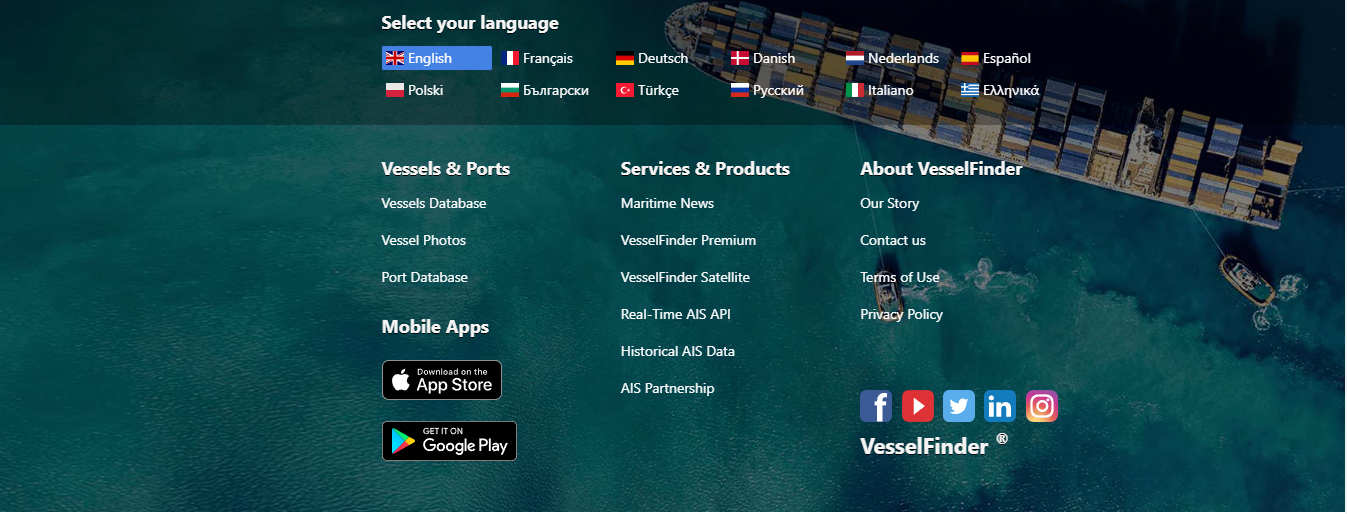 Select your language
English Français Deutsch Danish Nederlands Español
Polski Български Türkçe Русский Italiano Ελληνικά
Vessels & Ports
Vessels Database
Vessel Photos
Port Database
Mobile Apps
Download on the
App Store
GET IT ON
Google Play
Services & Products
Maritime News
VesselFinder Premium
VesselFinder Satellite
Real-Time AIS API
Historical AIS Data
AIS Partnership
About VesselFinder
Our Story
Contact us
Terms of Use
Privacy Policy
f in
VesselFinder ®